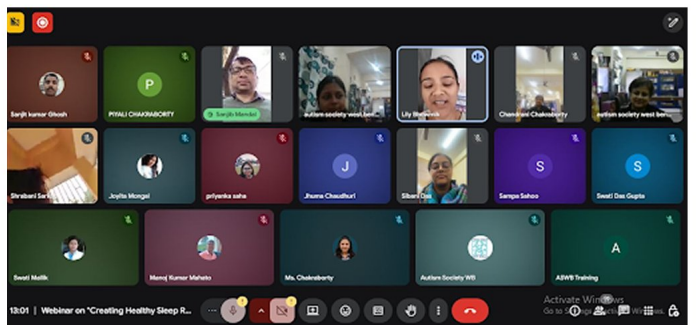 Sanjit kumar Ghosh
P
PIYALI CHAKRABORTY
Sanjib Mandal
autism society west ben...
Lily
Chandrani Chakraborty
autism society west ben...
Shrabani Sar
Joyita Mongal
priyanka saha
J
Jhuma Chaudhuri
Sibani Das
S
Sampa Sahoo
S
Swati Das Gupta
Swati Mallik
Manoj Kumar Mahato
Ms. Chakraborty
Autism Society WB
A
ASWB Training
13:01 | Webinar on "Creating Healthy Sleep R...
Activate Windows
Go to Settings to activate Windows.